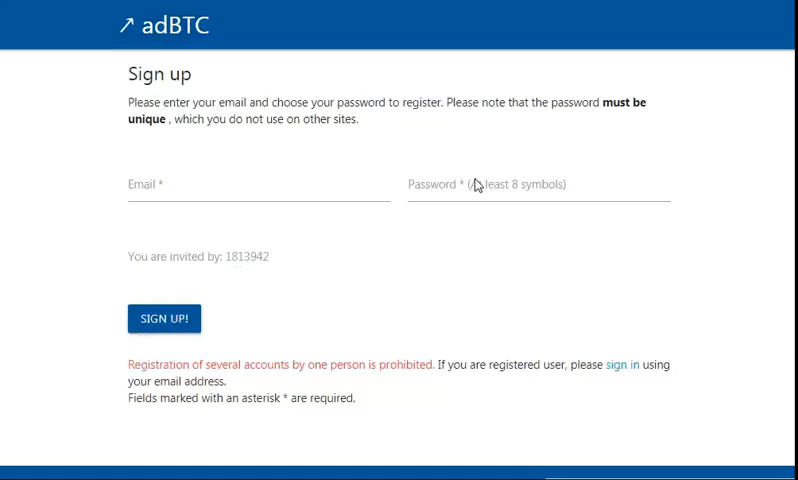 adBTC
Sign up
Please enter your email and choose your password to register. Please note that the password must be
unique , which you do not use on other sites.
Email *
Password * (At least 8 symbols)
You are invited by: 1813942
SIGN UP!
Registration of several accounts by one person is prohibited. If you are registered user, please sign in using
your email address.
Fields marked with an asterisk * are required.